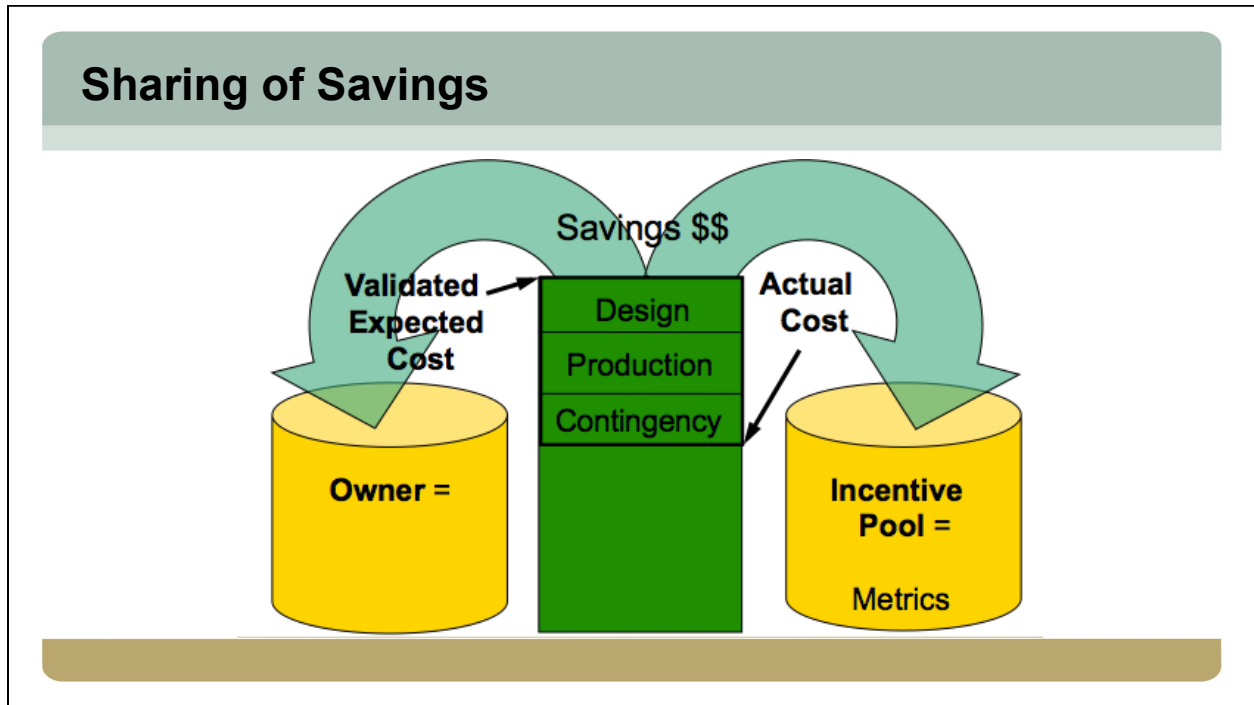 Sharing of Savings
Savings $$
Validated
Expected
Cost
Design
Production
Contingency
Actual
Cost
Owner =
Incentive
Pool =
Metrics